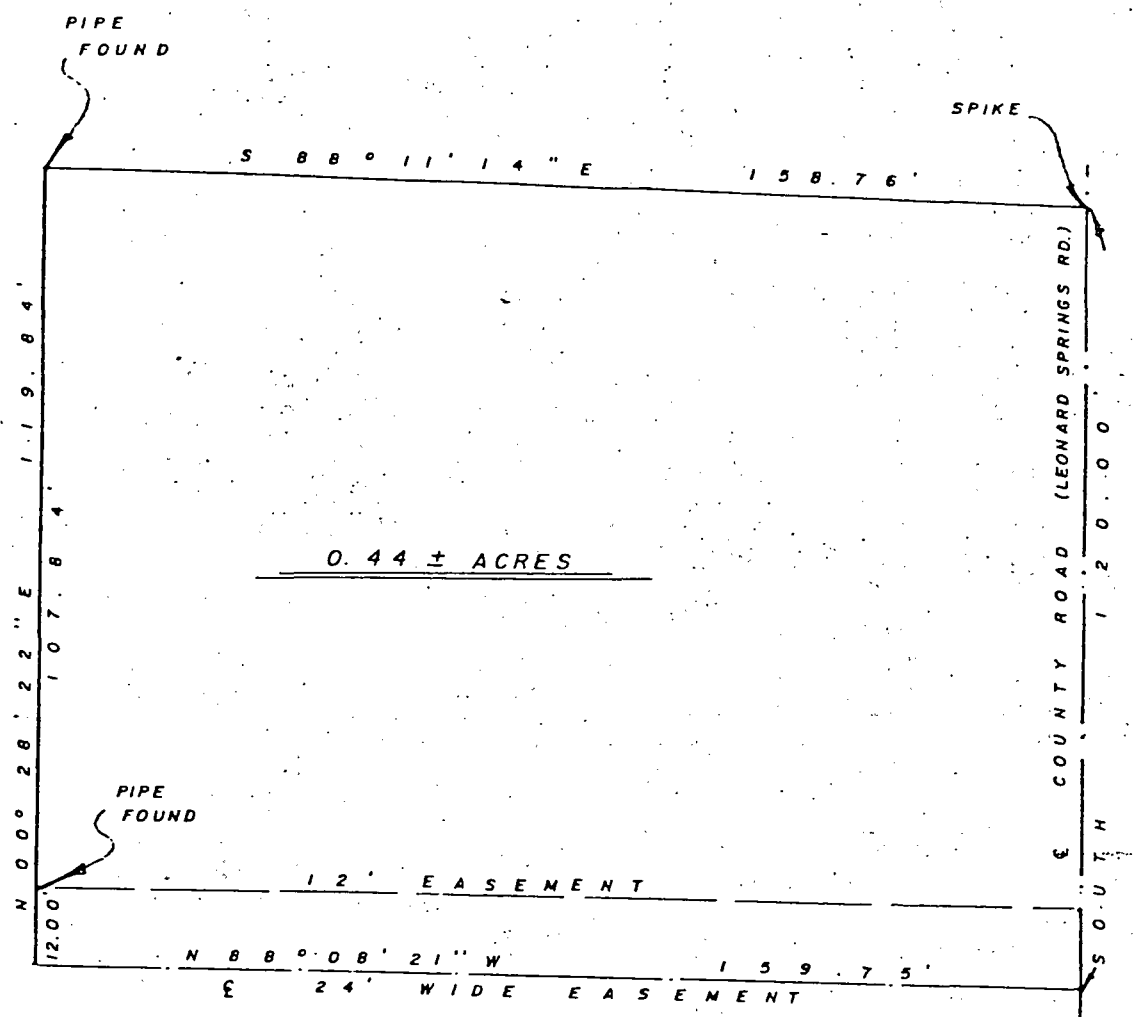 PIPE
FOUND
SPIKE
S 88° 11' 14" E 158.76'
N 00° 28' 22" E 119.84'
107.84'
℄ COUNTY ROAD (LEONARD SPRINGS RD.)
SOUTH 120.00'
0.44 ± ACRES
PIPE
FOUND
12' EASEMENT
12.00'
N 88° 08' 21" W 159.75'
℄ 24' WIDE EASEMENT